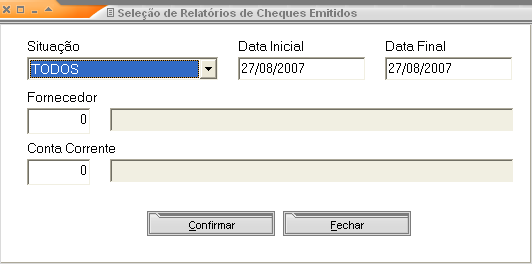 Seleção de Relatórios de Cheques Emitidos
Situação Data Inicial Data Final
TODOS 27/08/2007 27/08/2007
Fornecedor
0
Conta Corrente
0
Confirmar Fechar